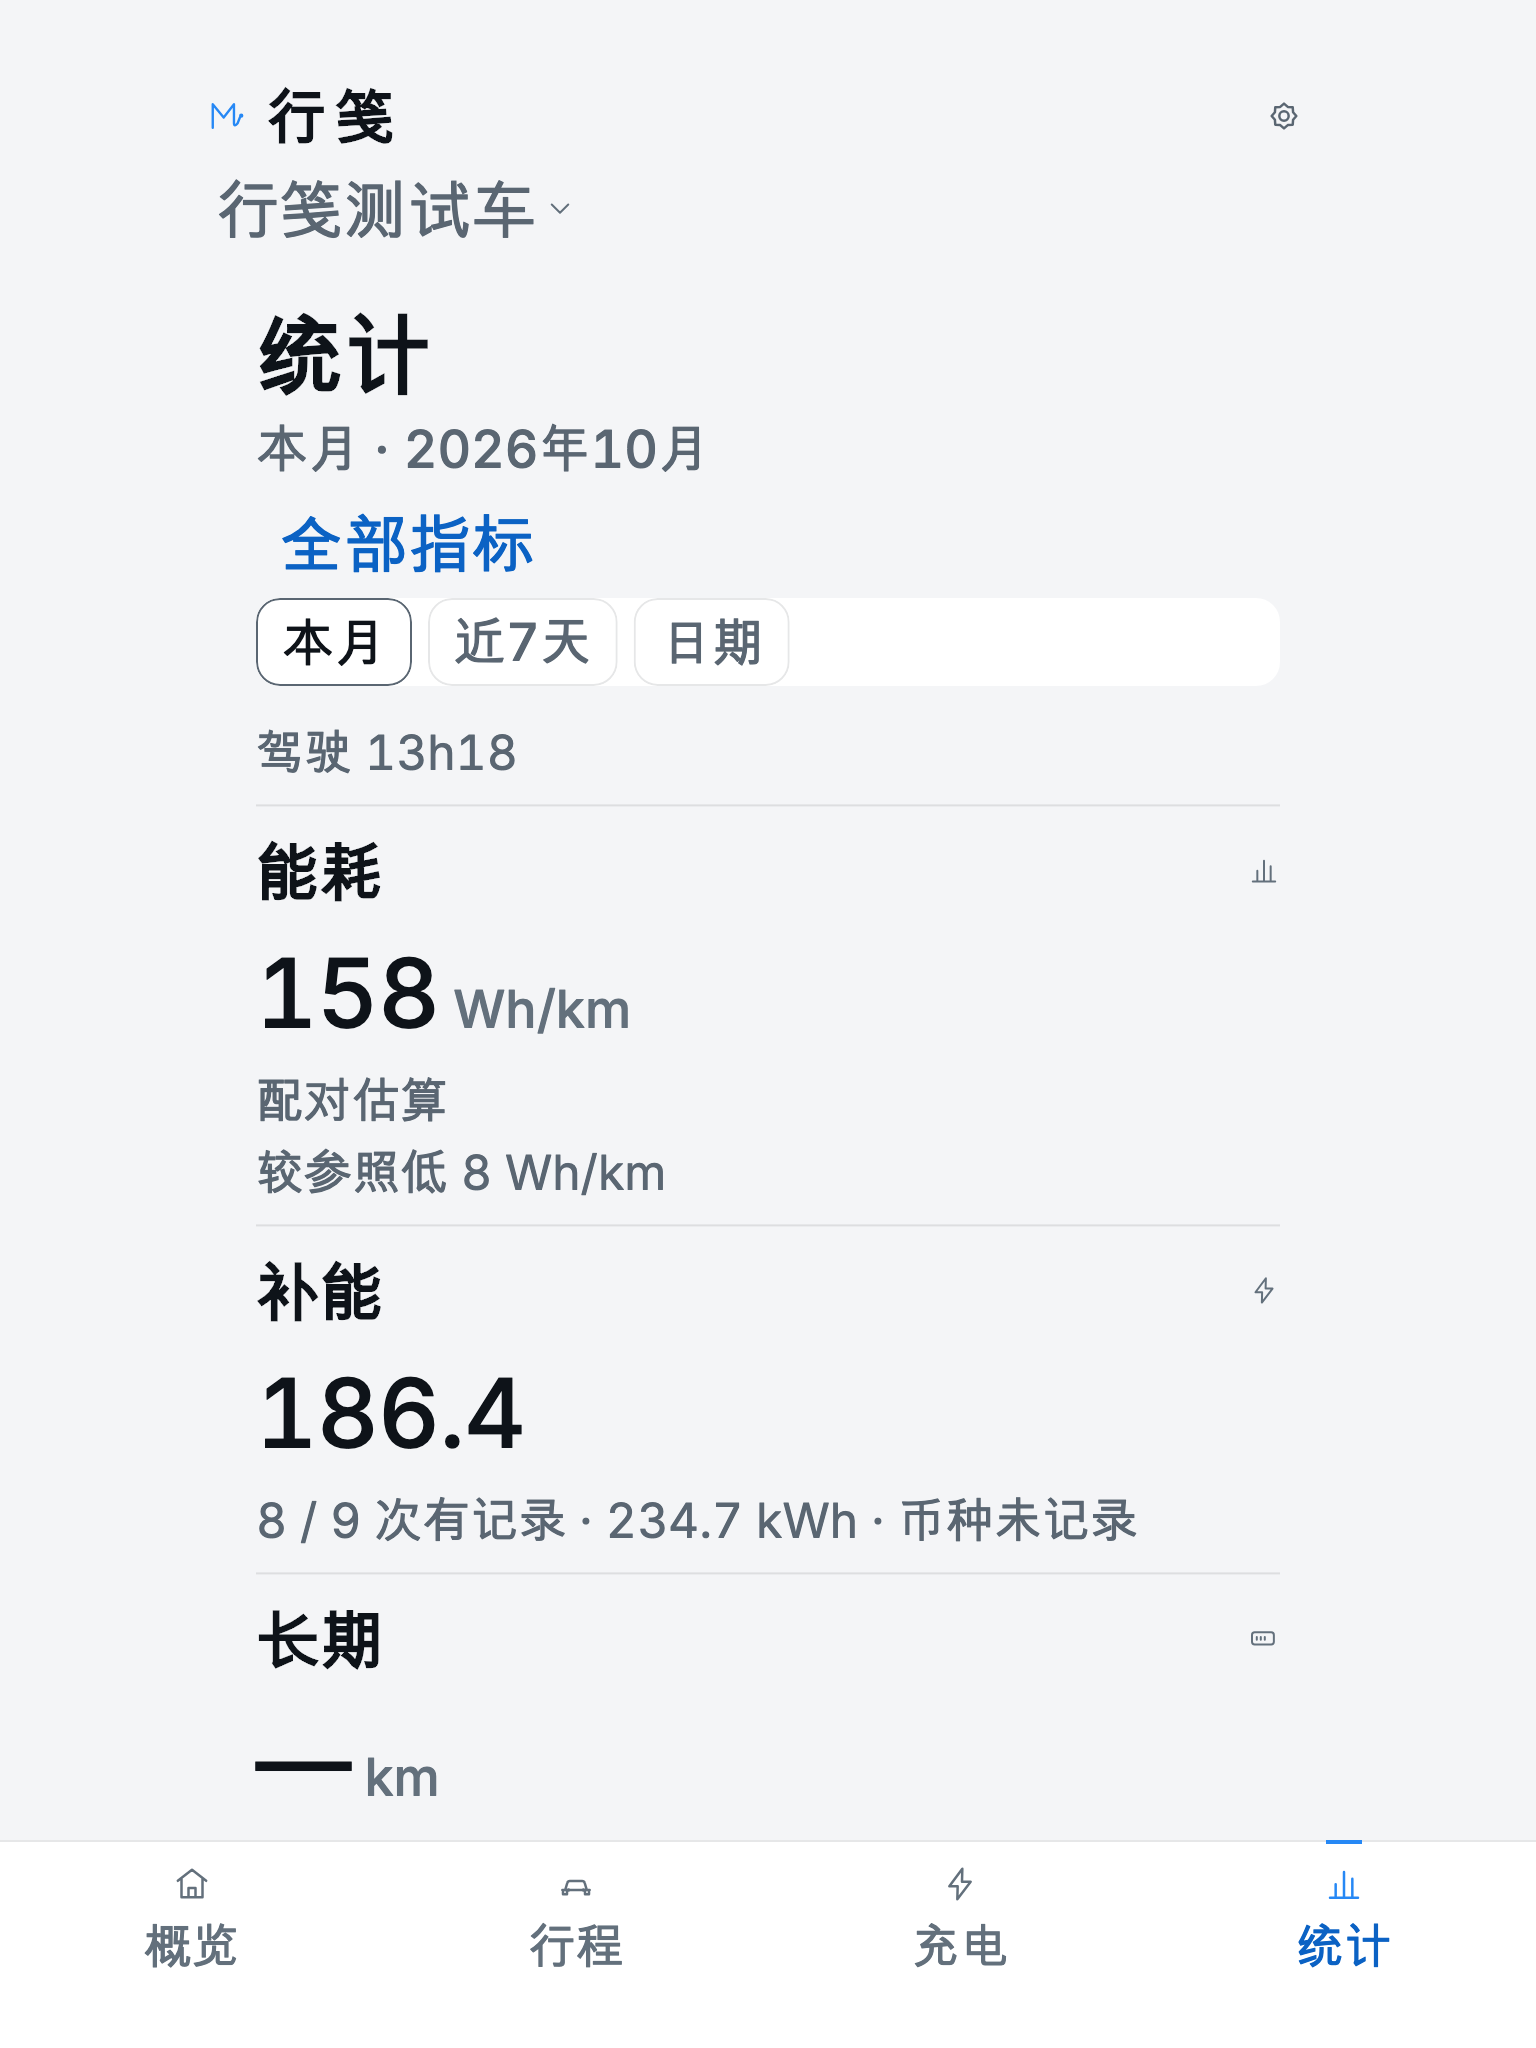 行笺
行笺测试车
统计
本月 · 2026年10月
全部指标
本月 近7天 日期
驾驶 13h18
能耗
158 Wh/km
配对估算
较参照低 8 Wh/km
补能
186.4
8 / 9 次有记录 · 234.7 kWh · 币种未记录
长期
— km
概览 行程 充电 统计